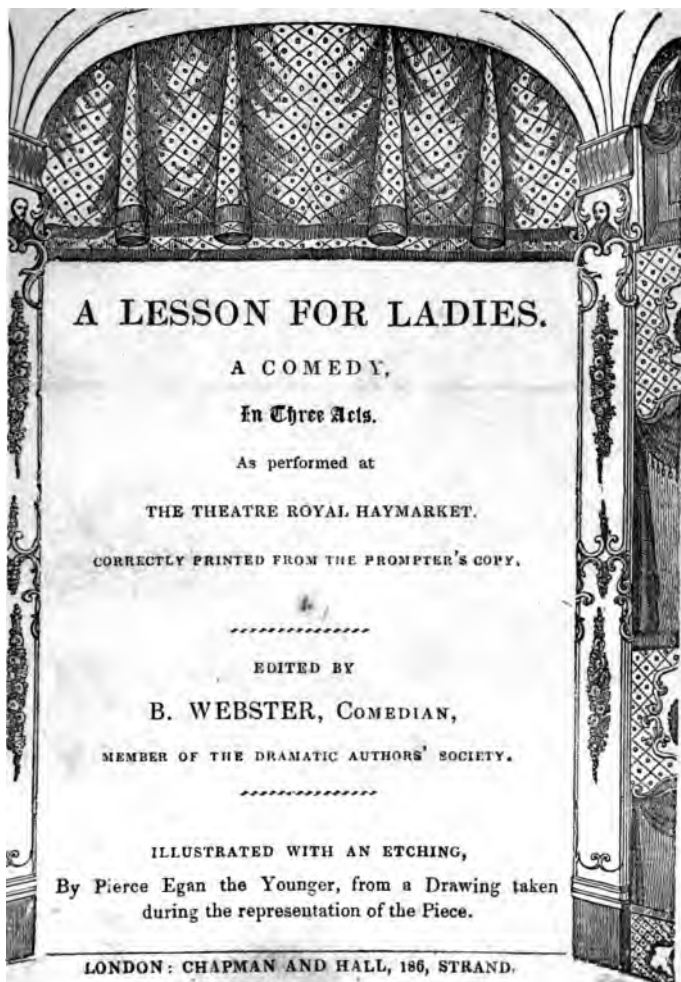 A LESSON FOR LADIES.
A COMEDY,
In Three Acts.
As performed at
THE THEATRE ROYAL HAYMARKET.
CORRECTLY PRINTED FROM THE PROMPTER'S COPY.
EDITED BY
B. WEBSTER, COMEDIAN,
MEMBER OF THE DRAMATIC AUTHORS' SOCIETY.
ILLUSTRATED WITH AN ETCHING,
By Pierce Egan the Younger, from a Drawing taken
during the representation of the Piece.
LONDON: CHAPMAN AND HALL, 186, STRAND.